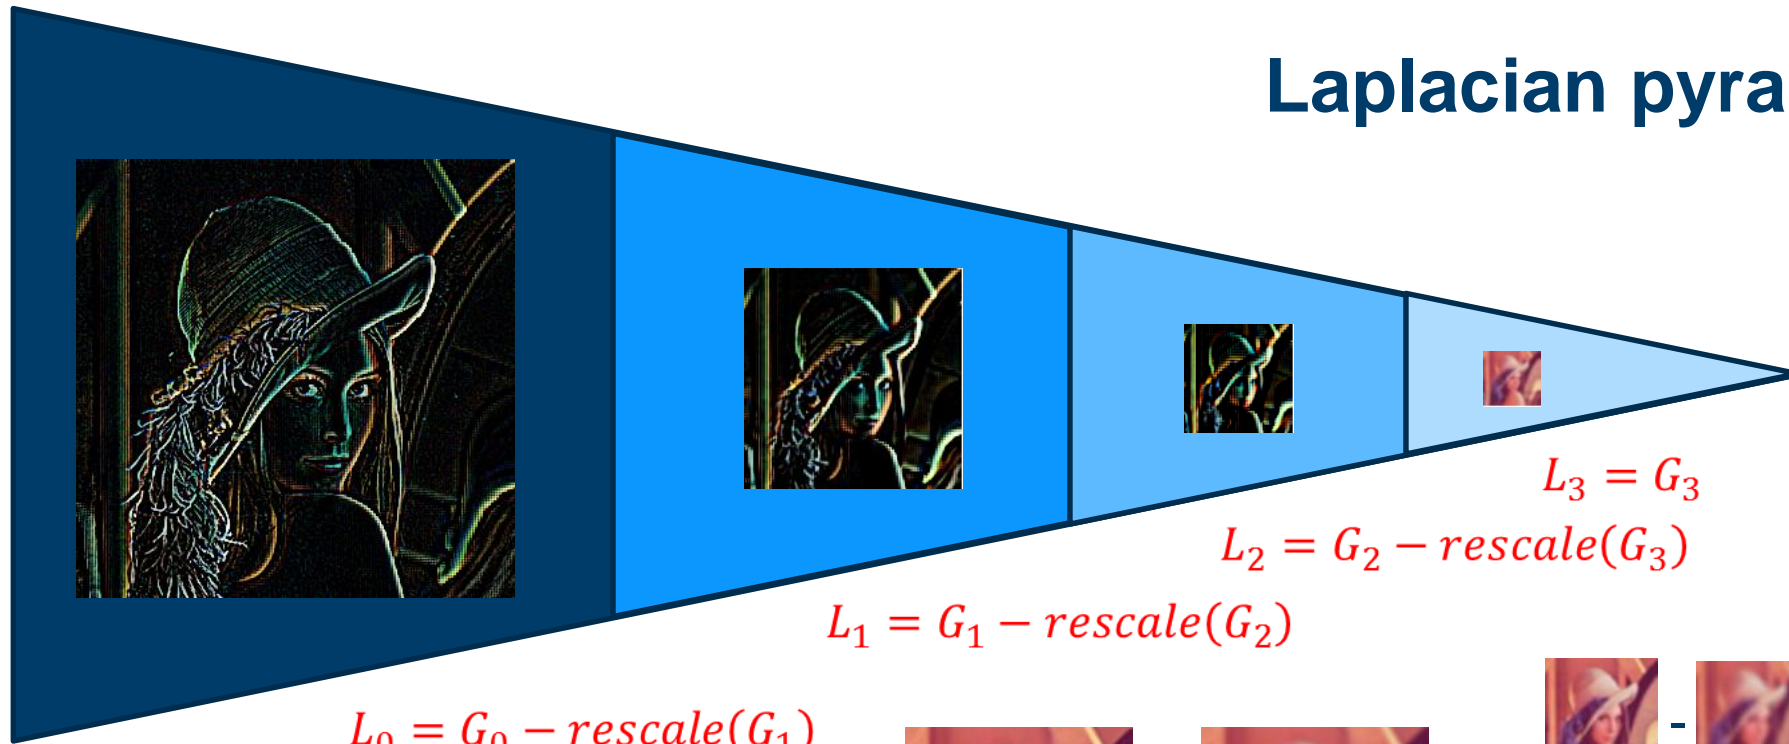 Laplacian pyra
L₃ = G₃
L₂ = G₂ − rescale(G₃)
L₁ = G₁ − rescale(G₂)
L₀ = G₀ − rescale(G₁)
-